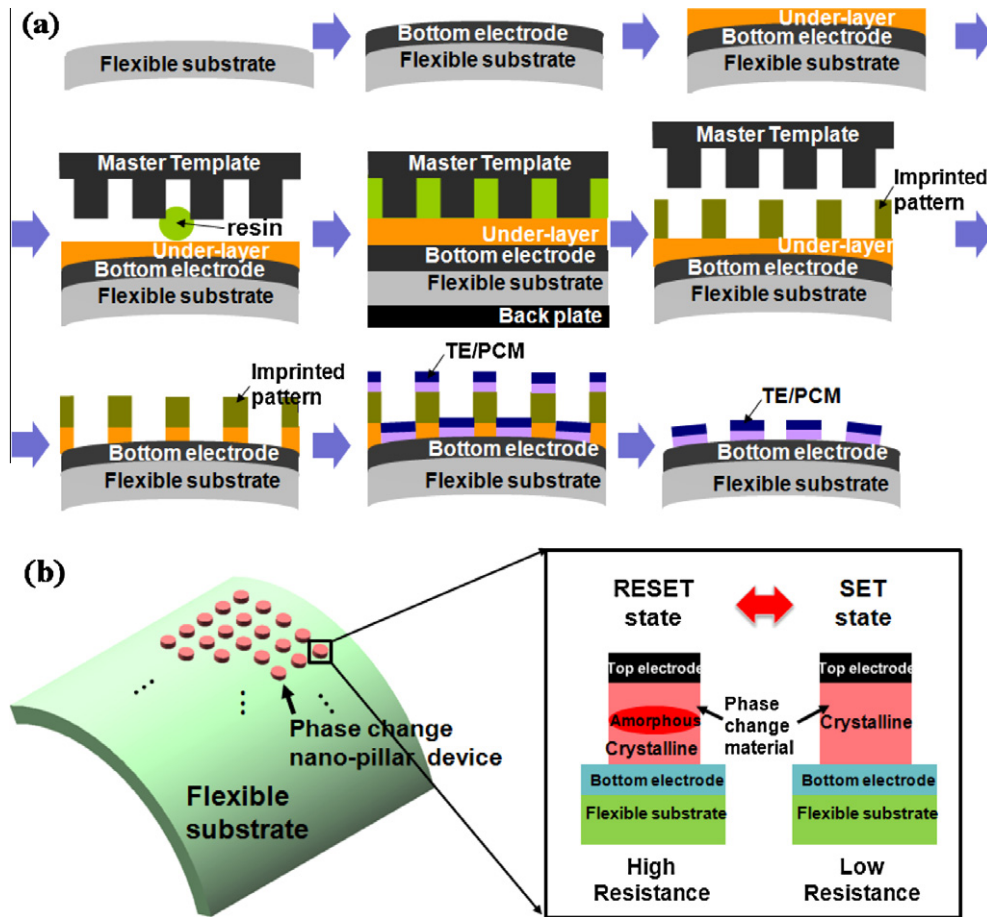 (a)
Flexible substrate
Bottom electrode
Flexible substrate
Under-layer
Bottom electrode
Flexible substrate
Master Template
resin
Under-layer
Bottom electrode
Flexible substrate
Master Template
Under-layer
Bottom electrode
Flexible substrate
Back plate
Master Template
Imprinted
pattern
Under-layer
Bottom electrode
Flexible substrate
Imprinted
pattern
Bottom electrode
Flexible substrate
TE/PCM
Bottom electrode
Flexible substrate
TE/PCM
Bottom electrode
Flexible substrate
(b)
Phase change
nano-pillar device
Flexible
substrate
RESET
state
SET
state
Top electrode
Amorphous
Crystalline
Bottom electrode
Flexible substrate
High
Resistance
Phase
change
material
Top electrode
Crystalline
Bottom electrode
Flexible substrate
Low
Resistance